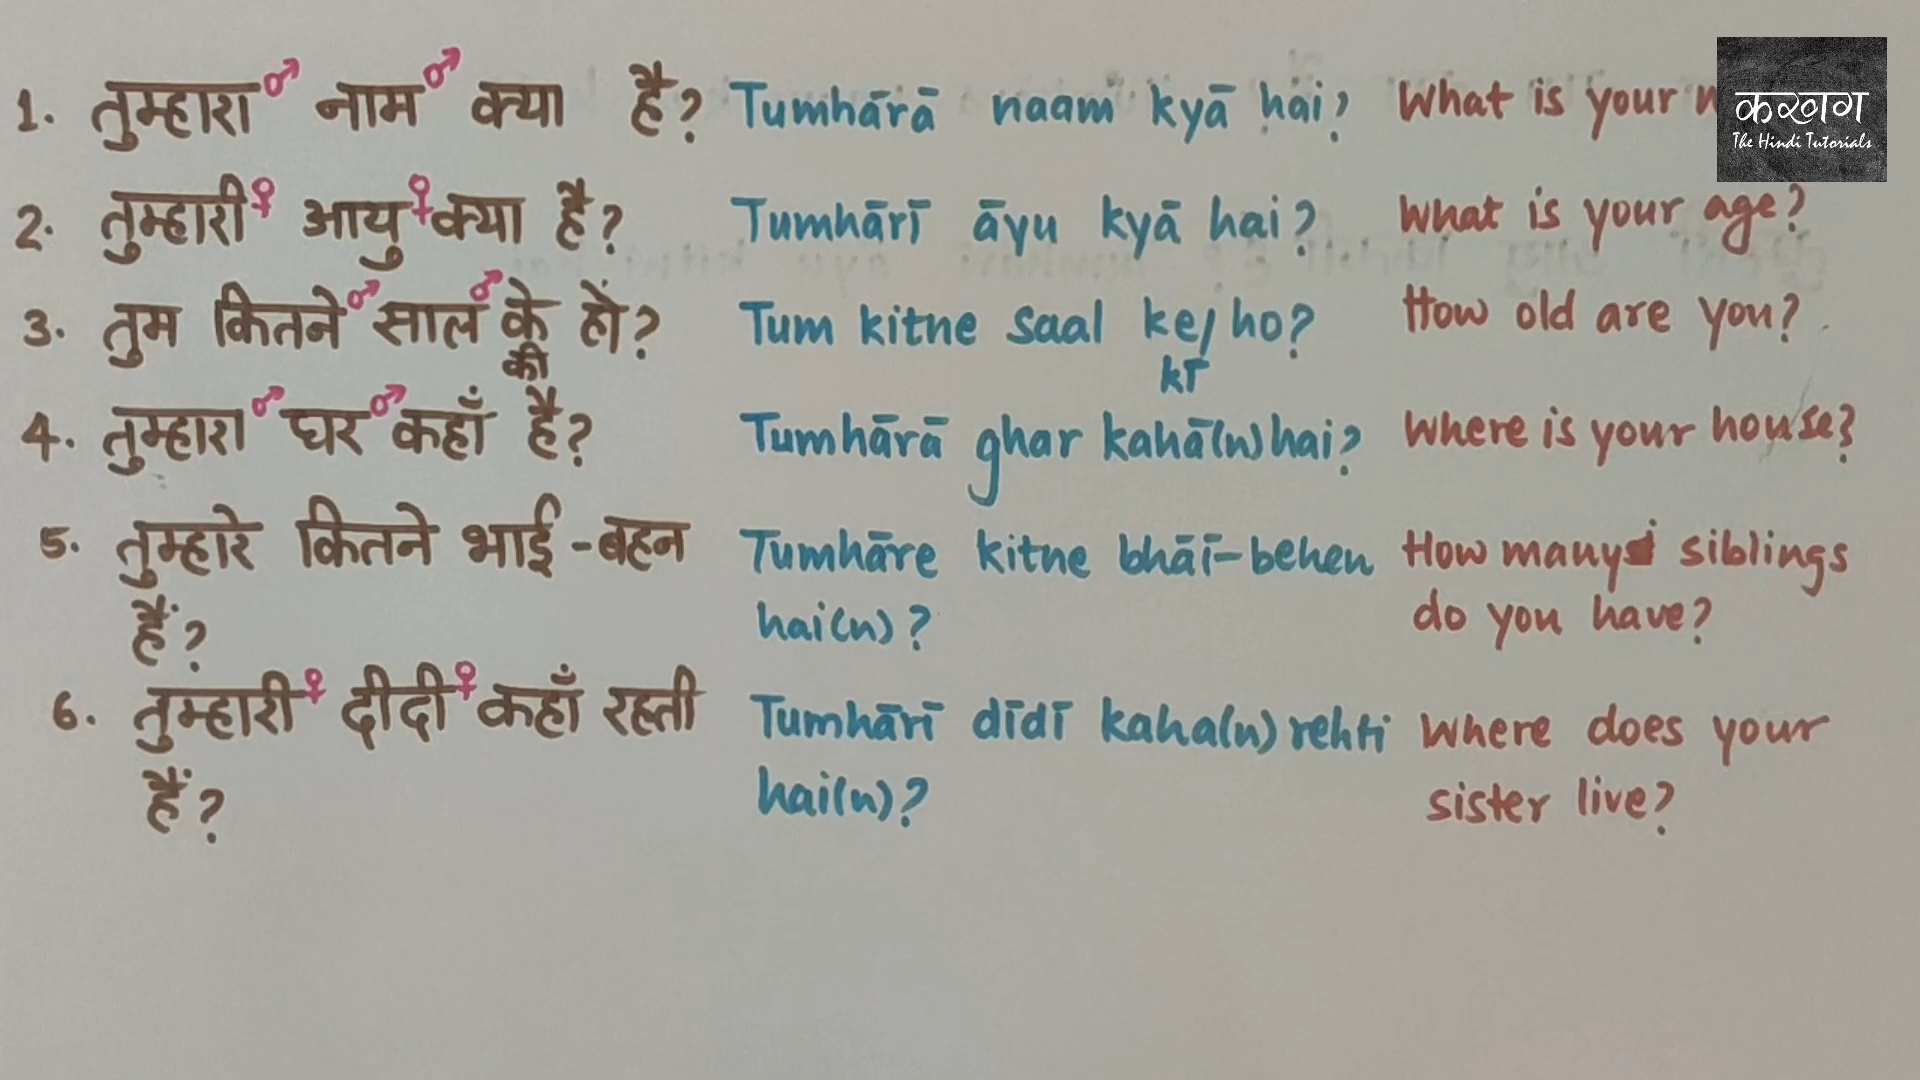 1. तुम्हारा♂ नाम♂ क्या है? Tumhārā naam kyā hai? What is your
करवग
The Hindi Tutorials
2. तुम्हारी♀ आयु♀ क्या है? Tumhārī āyu kyā hai? What is your age?
3. तुम कितने♂ साल♂ के हो? Tum kitne saal ke/ ho? How old are you?
की kī
4. तुम्हारा♂ घर♂ कहाँ है? Tumhārā ghar kahā(n) hai? Where is your house?
5. तुम्हारे कितने भाई-बहन Tumhāre kitne bhāī-behen How many siblings
हैं? hai(n)? do you have?
6. तुम्हारी♀ दीदी♀ कहाँ रहती Tumhārī dīdī kaha(n) rehti Where does your
हैं? hai(n)? sister live?